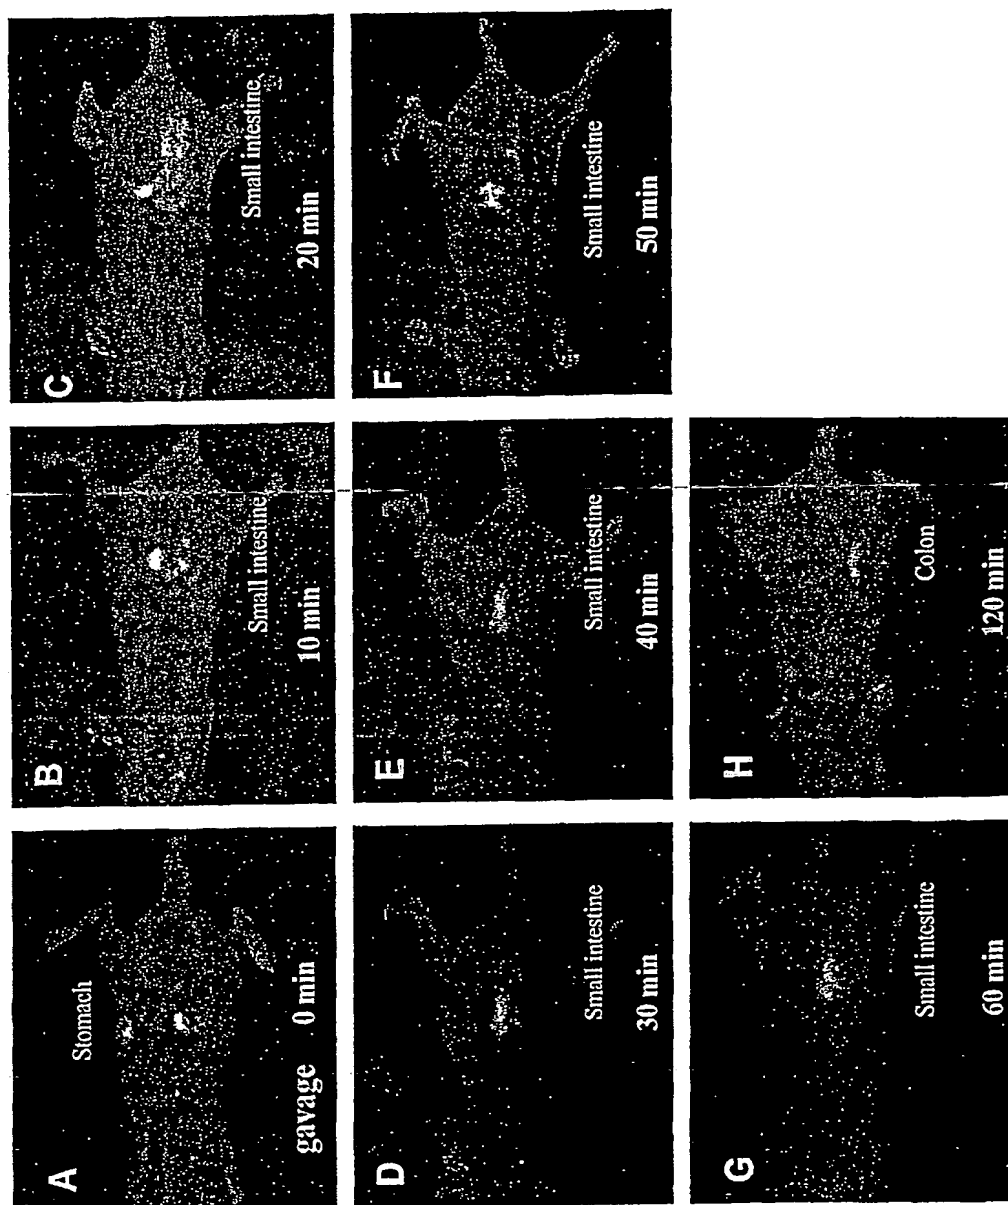 A
Stomach
gavage
0 min
B
Small intestine
10 min
C
Small intestine
20 min
D
Small intestine
30 min
E
Small intestine
40 min
F
Small intestine
50 min
G
Small intestine
60 min
H
Colon
120 min